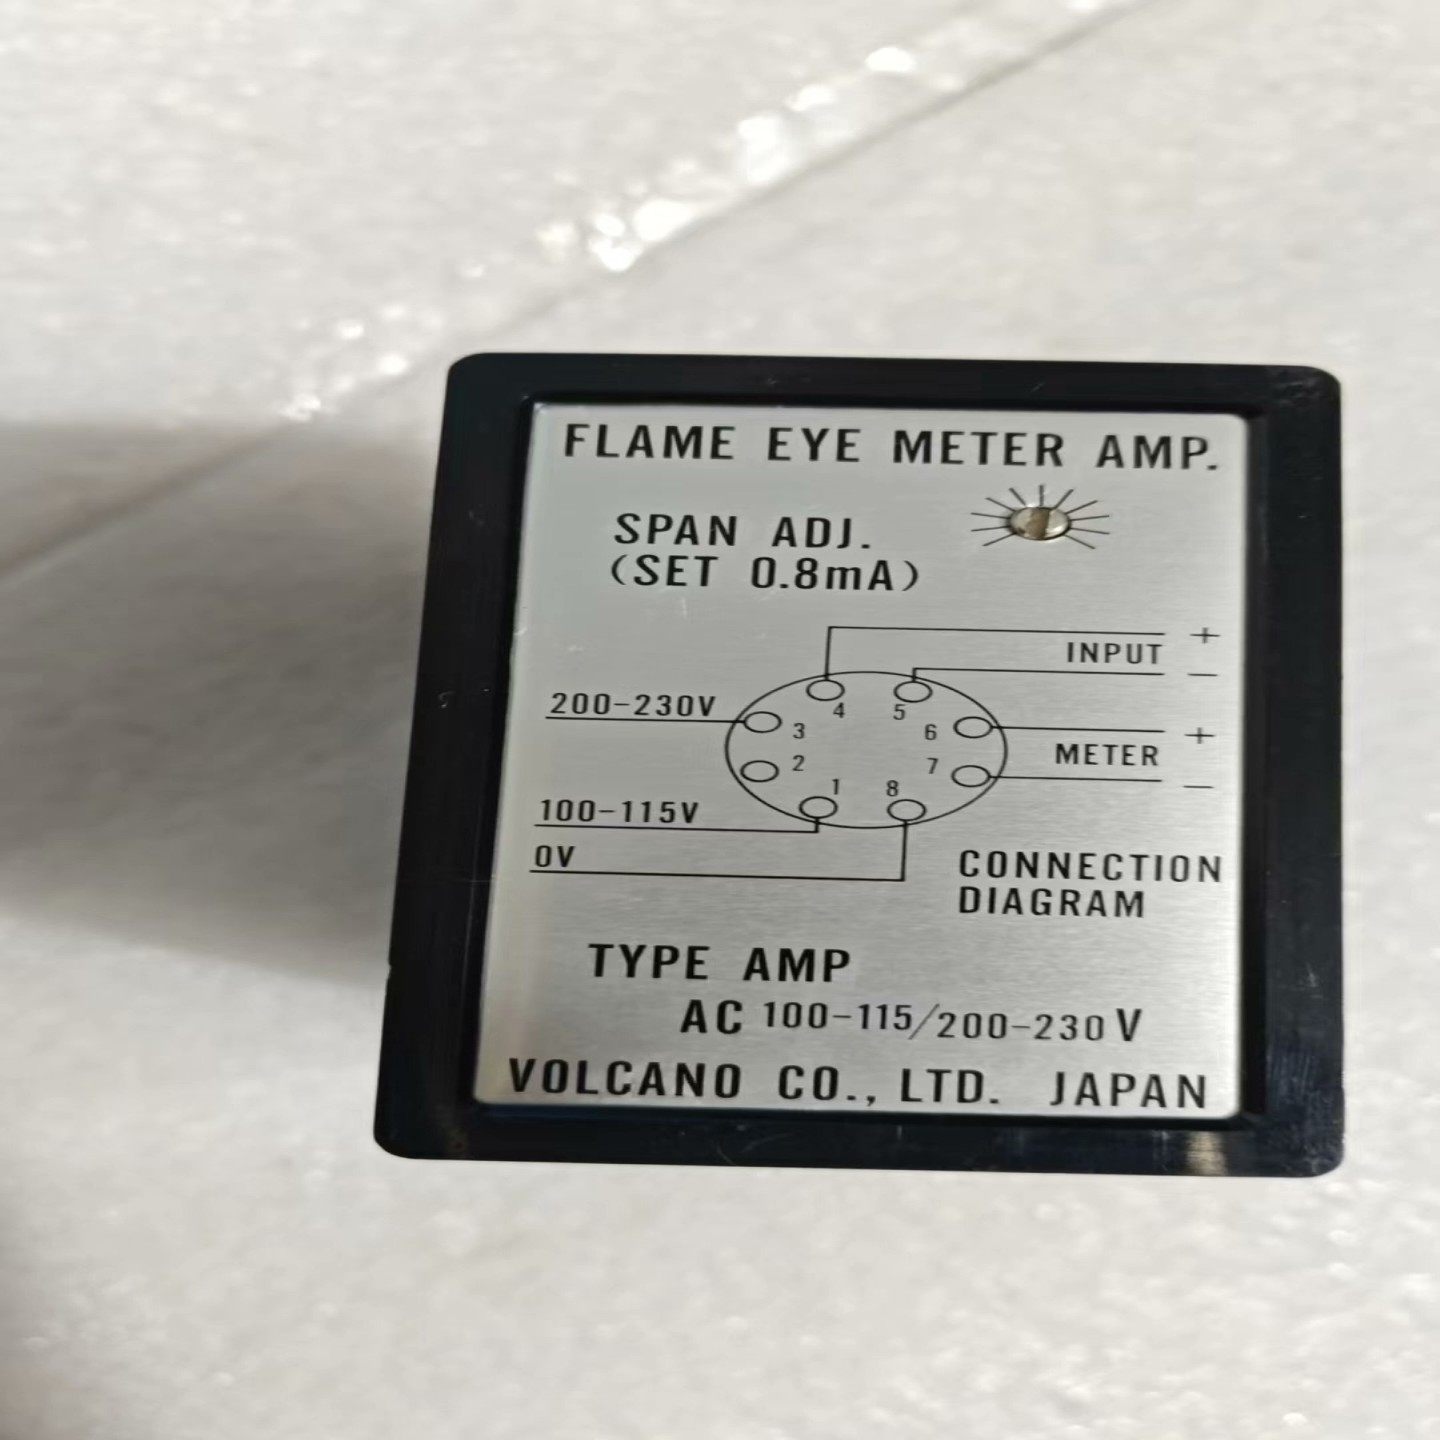 FLAME EYE METER AMP.
SPAN ADJ.
(SET 0.8mA)
+
INPUT
−
200-230V
4
5
3
6
+
METER
2
7
−
100-115V
1
8
0V
CONNECTION
DIAGRAM
TYPE AMP
AC 100-115/200-230 V
VOLCANO CO., LTD. JAPAN